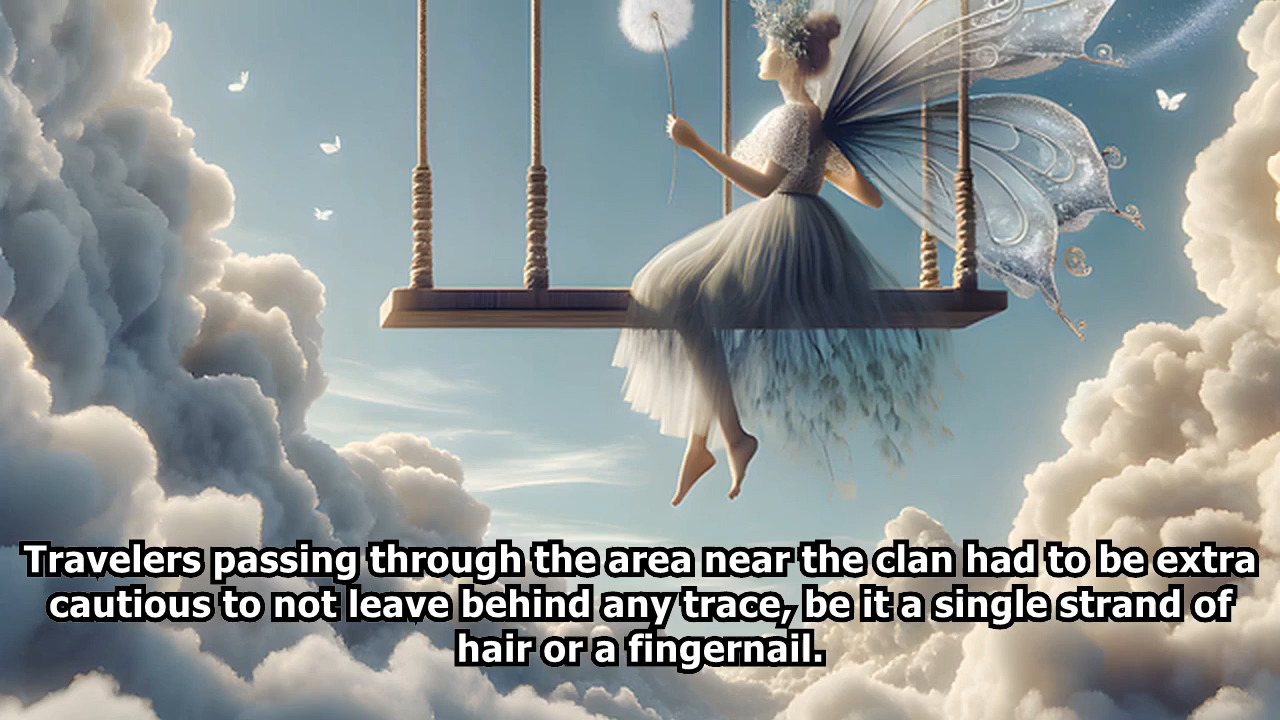 Travelers passing through the area near the clan had to be extra
cautious to not leave behind any trace, be it a single strand of
hair or a fingernail.